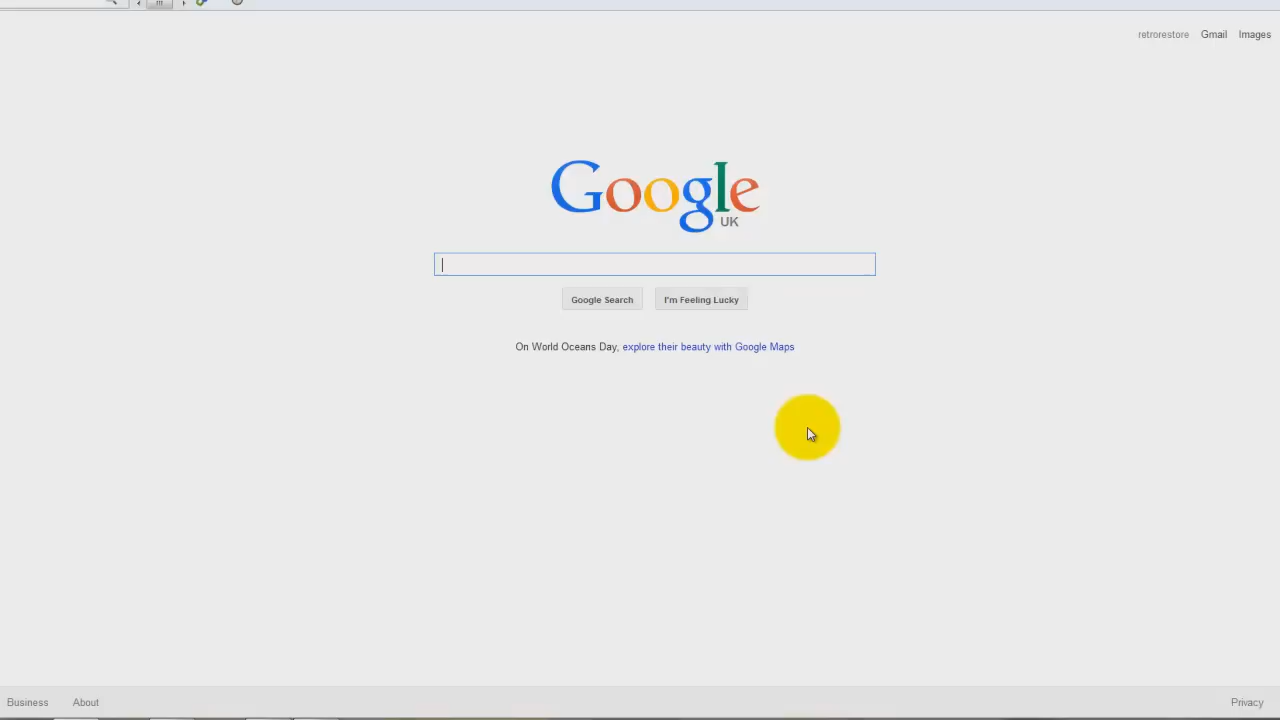 retrorestore Gmail Images
Google
UK
Google Search I'm Feeling Lucky
On World Oceans Day, explore their beauty with Google Maps
Business About Privacy